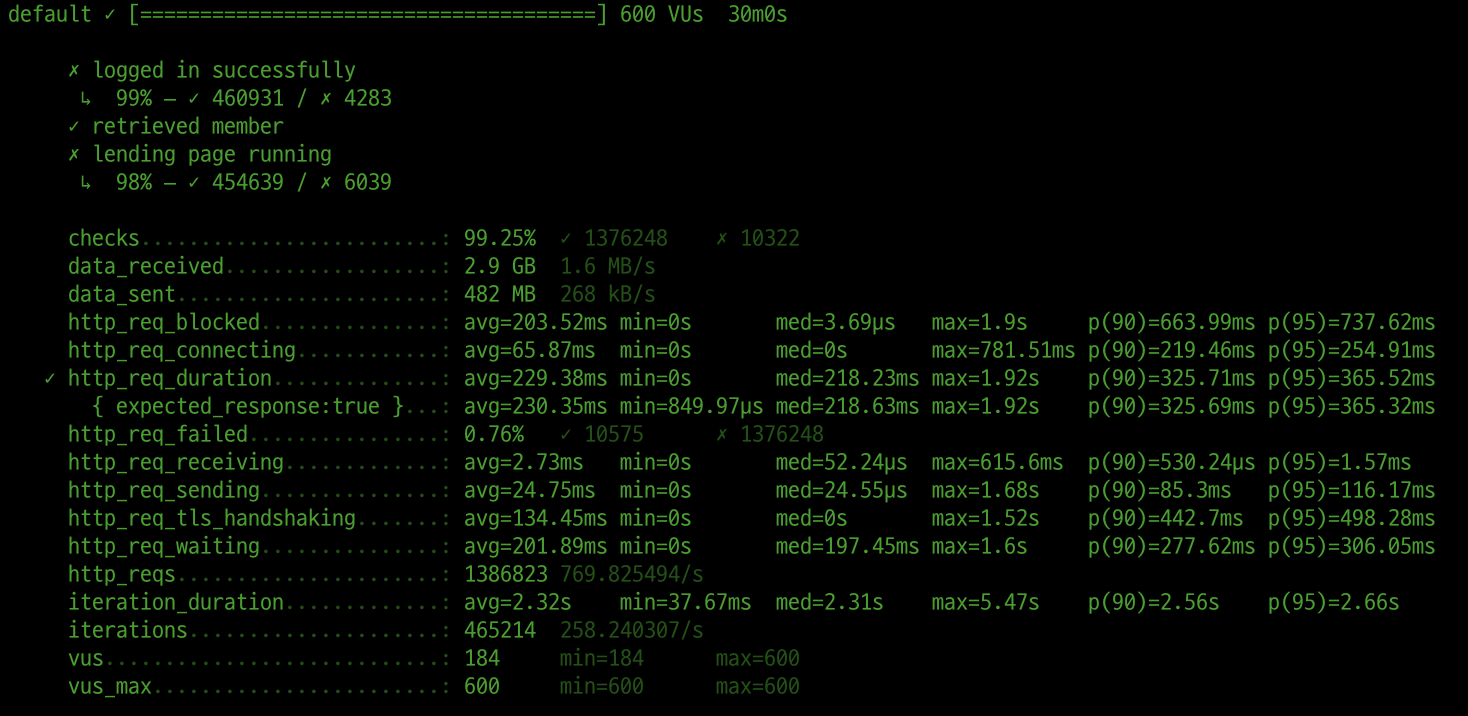 default ✓ [======================================] 600 VUs  30m0s
✗ logged in successfully
↳  99% — ✓ 460931 / ✗ 4283
✓ retrieved member
✗ lending page running
↳  98% — ✓ 454639 / ✗ 6039
checks.........................: 99.25%  ✓ 1376248    ✗ 10322
data_received..................: 2.9 GB  1.6 MB/s
data_sent......................: 482 MB  268 kB/s
http_req_blocked...............: avg=203.52ms min=0s       med=3.69µs   max=1.9s     p(90)=663.99ms p(95)=737.62ms
http_req_connecting............: avg=65.87ms  min=0s       med=0s       max=781.51ms p(90)=219.46ms p(95)=254.91ms
✓ http_req_duration..............: avg=229.38ms min=0s       med=218.23ms max=1.92s    p(90)=325.71ms p(95)=365.52ms
{ expected_response:true }...: avg=230.35ms min=849.97µs med=218.63ms max=1.92s    p(90)=325.69ms p(95)=365.32ms
http_req_failed................: 0.76%   ✓ 10575      ✗ 1376248
http_req_receiving.............: avg=2.73ms   min=0s       med=52.24µs  max=615.6ms  p(90)=530.24µs p(95)=1.57ms
http_req_sending...............: avg=24.75ms  min=0s       med=24.55µs  max=1.68s    p(90)=85.3ms   p(95)=116.17ms
http_req_tls_handshaking.......: avg=134.45ms min=0s       med=0s       max=1.52s    p(90)=442.7ms  p(95)=498.28ms
http_req_waiting...............: avg=201.89ms min=0s       med=197.45ms max=1.6s     p(90)=277.62ms p(95)=306.05ms
http_reqs......................: 1386823 769.825494/s
iteration_duration.............: avg=2.32s    min=37.67ms  med=2.31s    max=5.47s    p(90)=2.56s    p(95)=2.66s
iterations.....................: 465214  258.240307/s
vus............................: 184     min=184      max=600
vus_max........................: 600     min=600      max=600